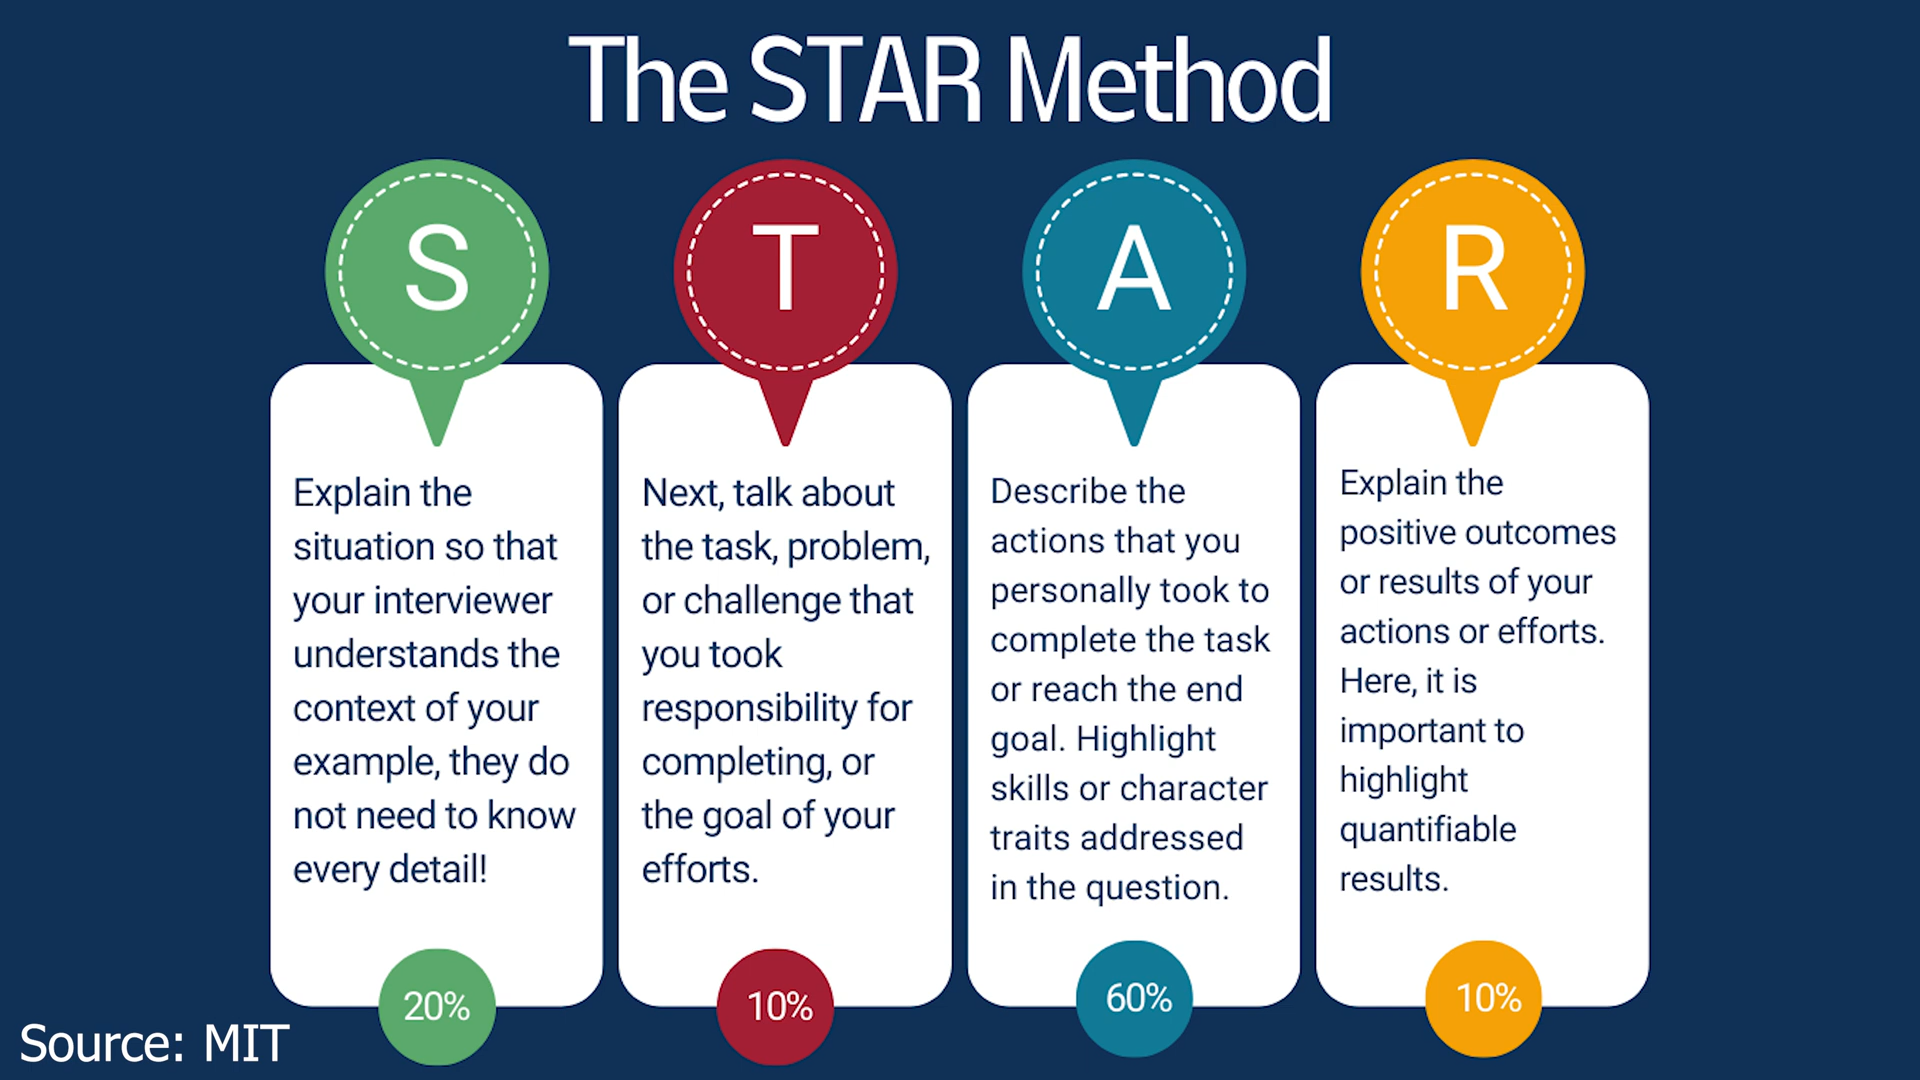 The STAR Method
S
Explain the
situation so that
your interviewer
understands the
context of your
example, they do
not need to know
every detail!
20%
T
Next, talk about
the task, problem,
or challenge that
you took
responsibility for
completing, or
the goal of your
efforts.
10%
A
Describe the
actions that you
personally took to
complete the task
or reach the end
goal. Highlight
skills or character
traits addressed
in the question.
60%
R
Explain the
positive outcomes
or results of your
actions or efforts.
Here, it is
important to
highlight
quantifiable
results.
10%
Source: MIT